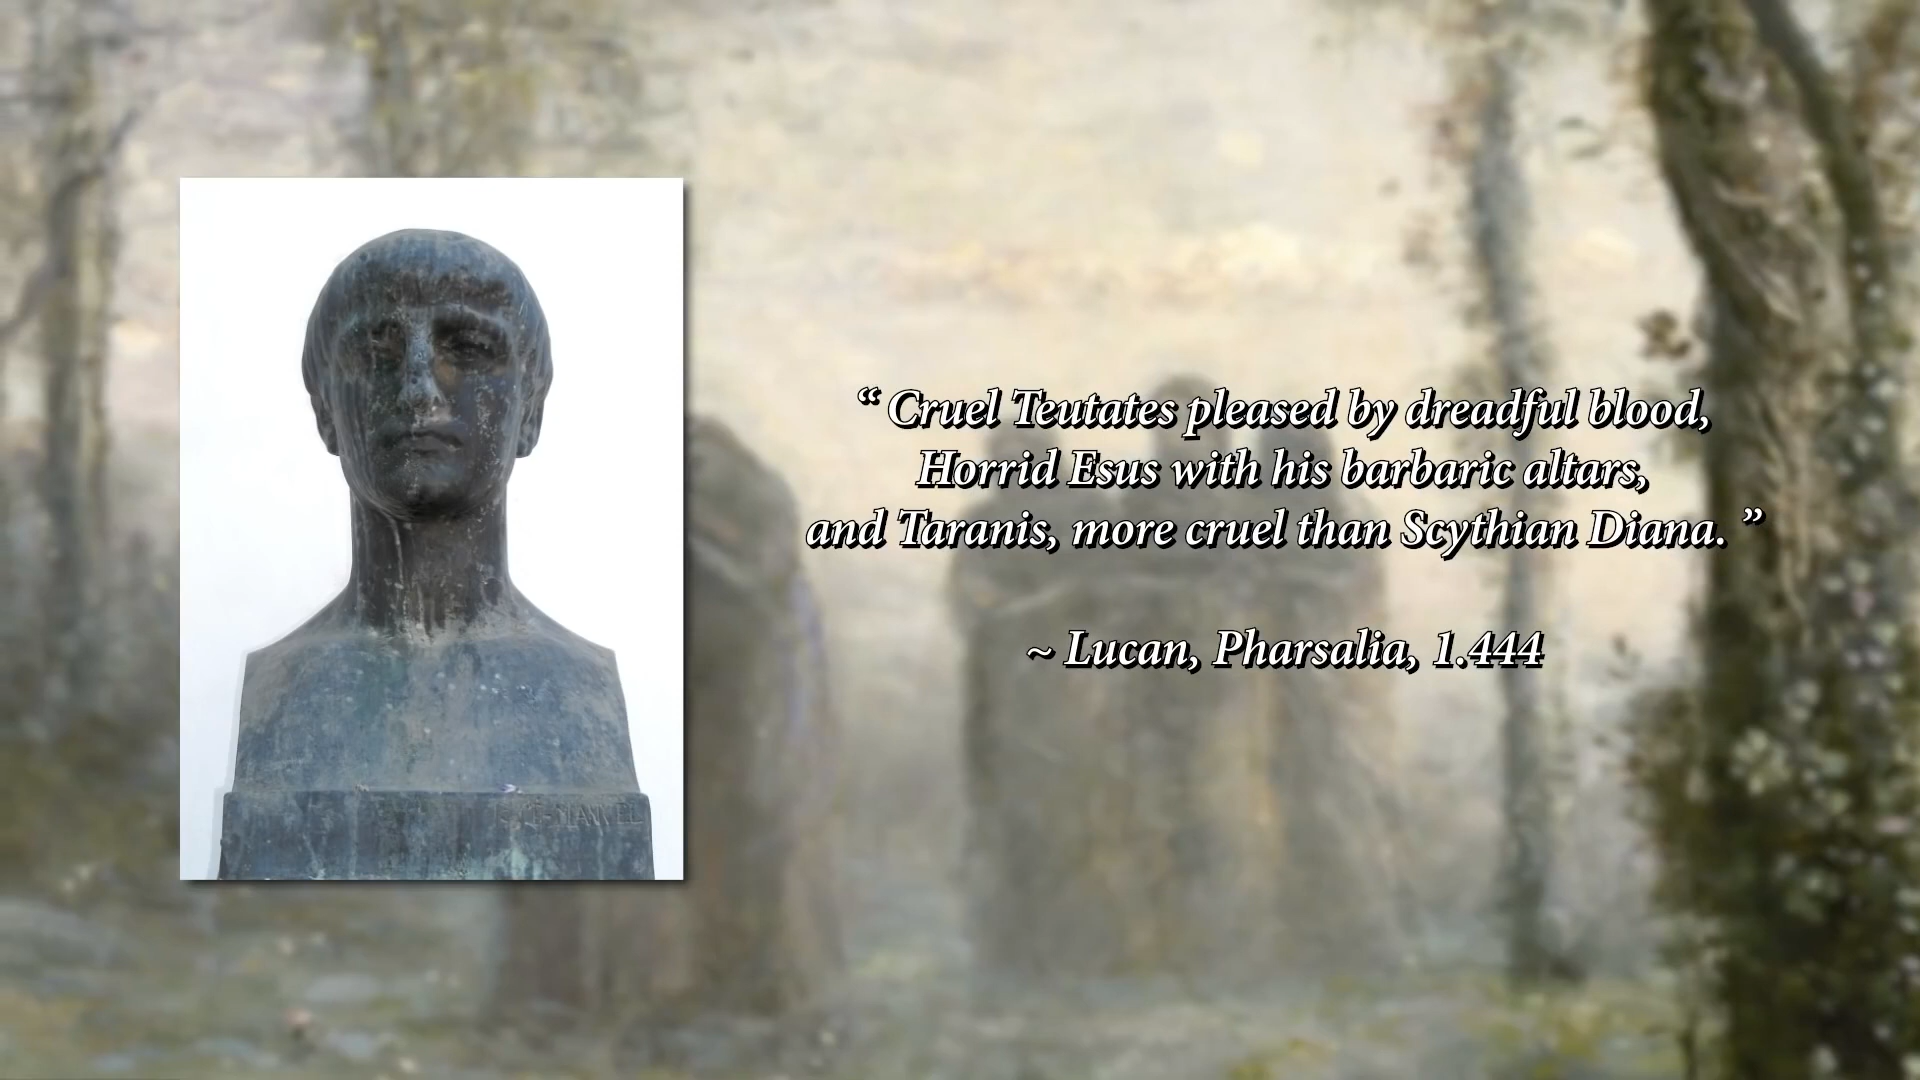 “ Cruel Teutates pleased by dreadful blood,
Horrid Esus with his barbaric altars,
and Taranis, more cruel than Scythian Diana. ”
~ Lucan, Pharsalia, 1.444